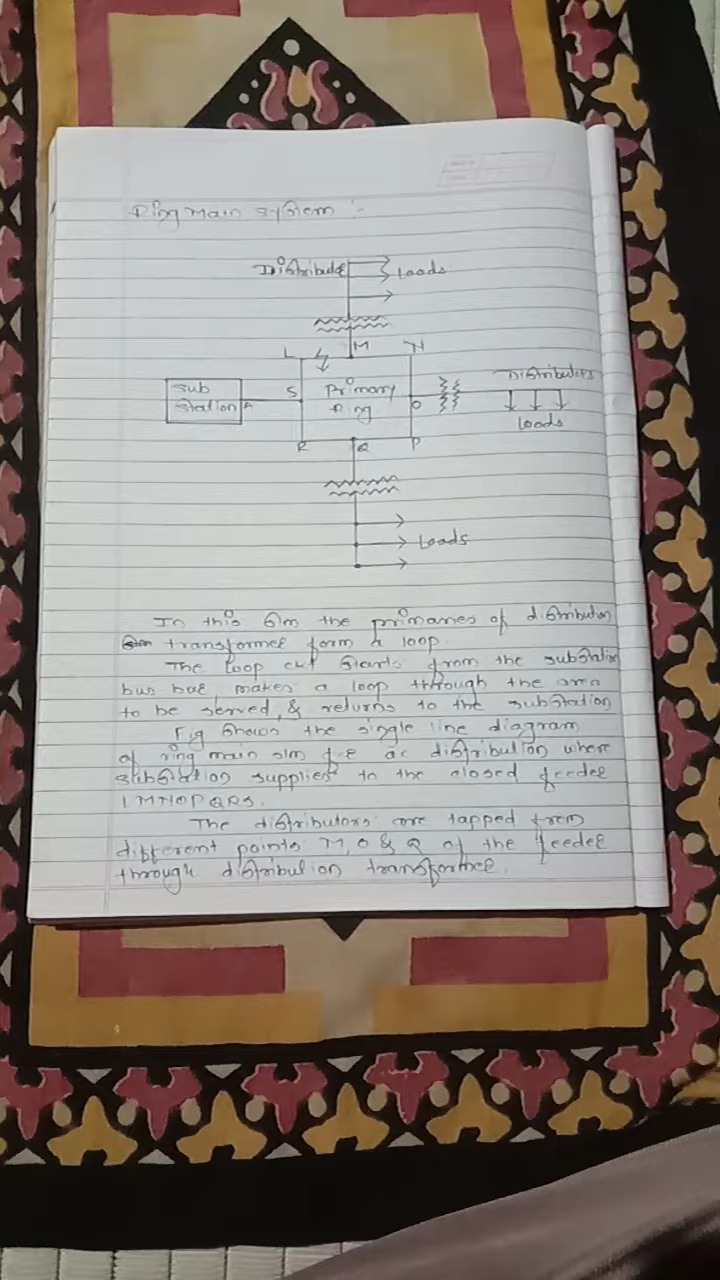 Ring Main System :-
Distributor
Loads
L
M
N
Sub
Station
A
S
Primary
Ring
O
Distributors
Loads
R
Q
P
Loads
In this s/m the primaries of distribution
transformer form a loop.
The loop ckt starts from the substation
bus bar, makes a loop through the area
to be served, & returns to the substation
Fig shows the single line diagram
of ring main s/m for ac distribution where
substation supplies to the closed feeder
LMNOPQRS.
The distributors are tapped from
different points M, O & Q of the feeder
through distribution transformer.